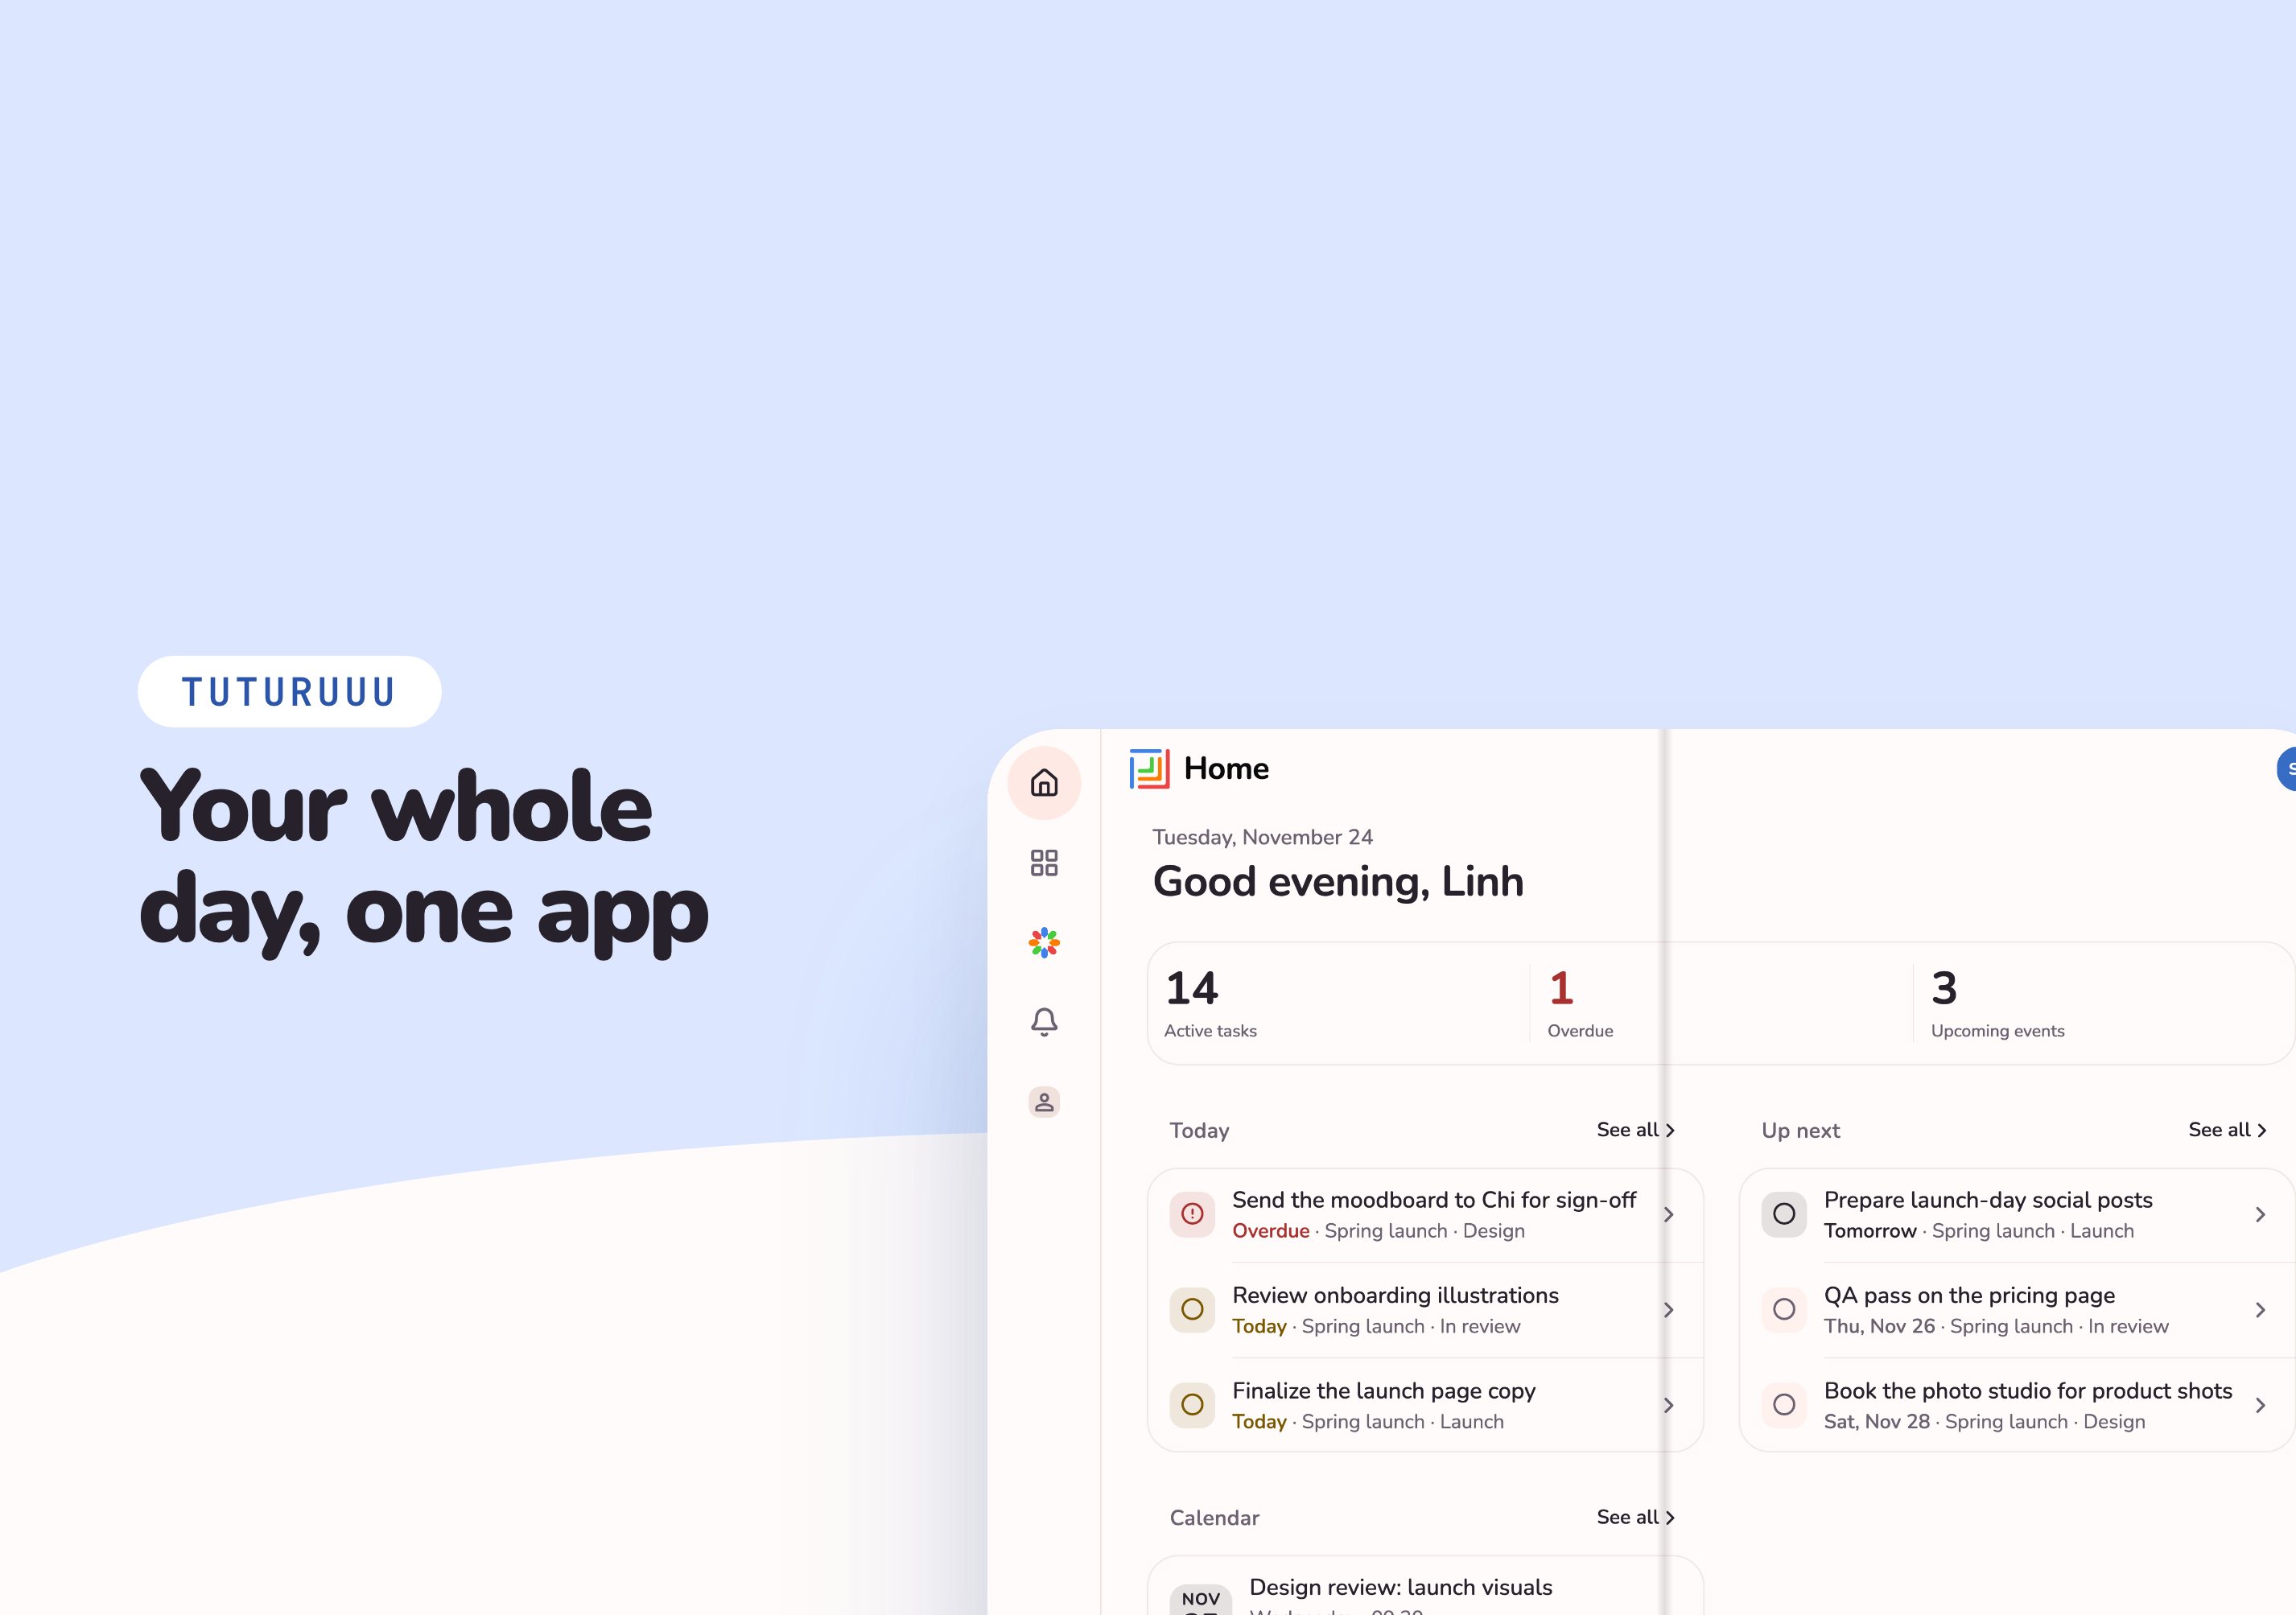 TUTURUUU
Your whole
day, one app
Home
Tuesday, November 24
Good evening, Linh
14
Active tasks
1
Overdue
3
Upcoming events
Today
See all
Send the moodboard to Chi for sign-off
Overdue · Spring launch · Design
Review onboarding illustrations
Today · Spring launch · In review
Finalize the launch page copy
Today · Spring launch · Launch
Up next
See all
Prepare launch-day social posts
Tomorrow · Spring launch · Launch
QA pass on the pricing page
Thu, Nov 26 · Spring launch · In review
Book the photo studio for product shots
Sat, Nov 28 · Spring launch · Design
Calendar
See all
NOV
Design review: launch visuals